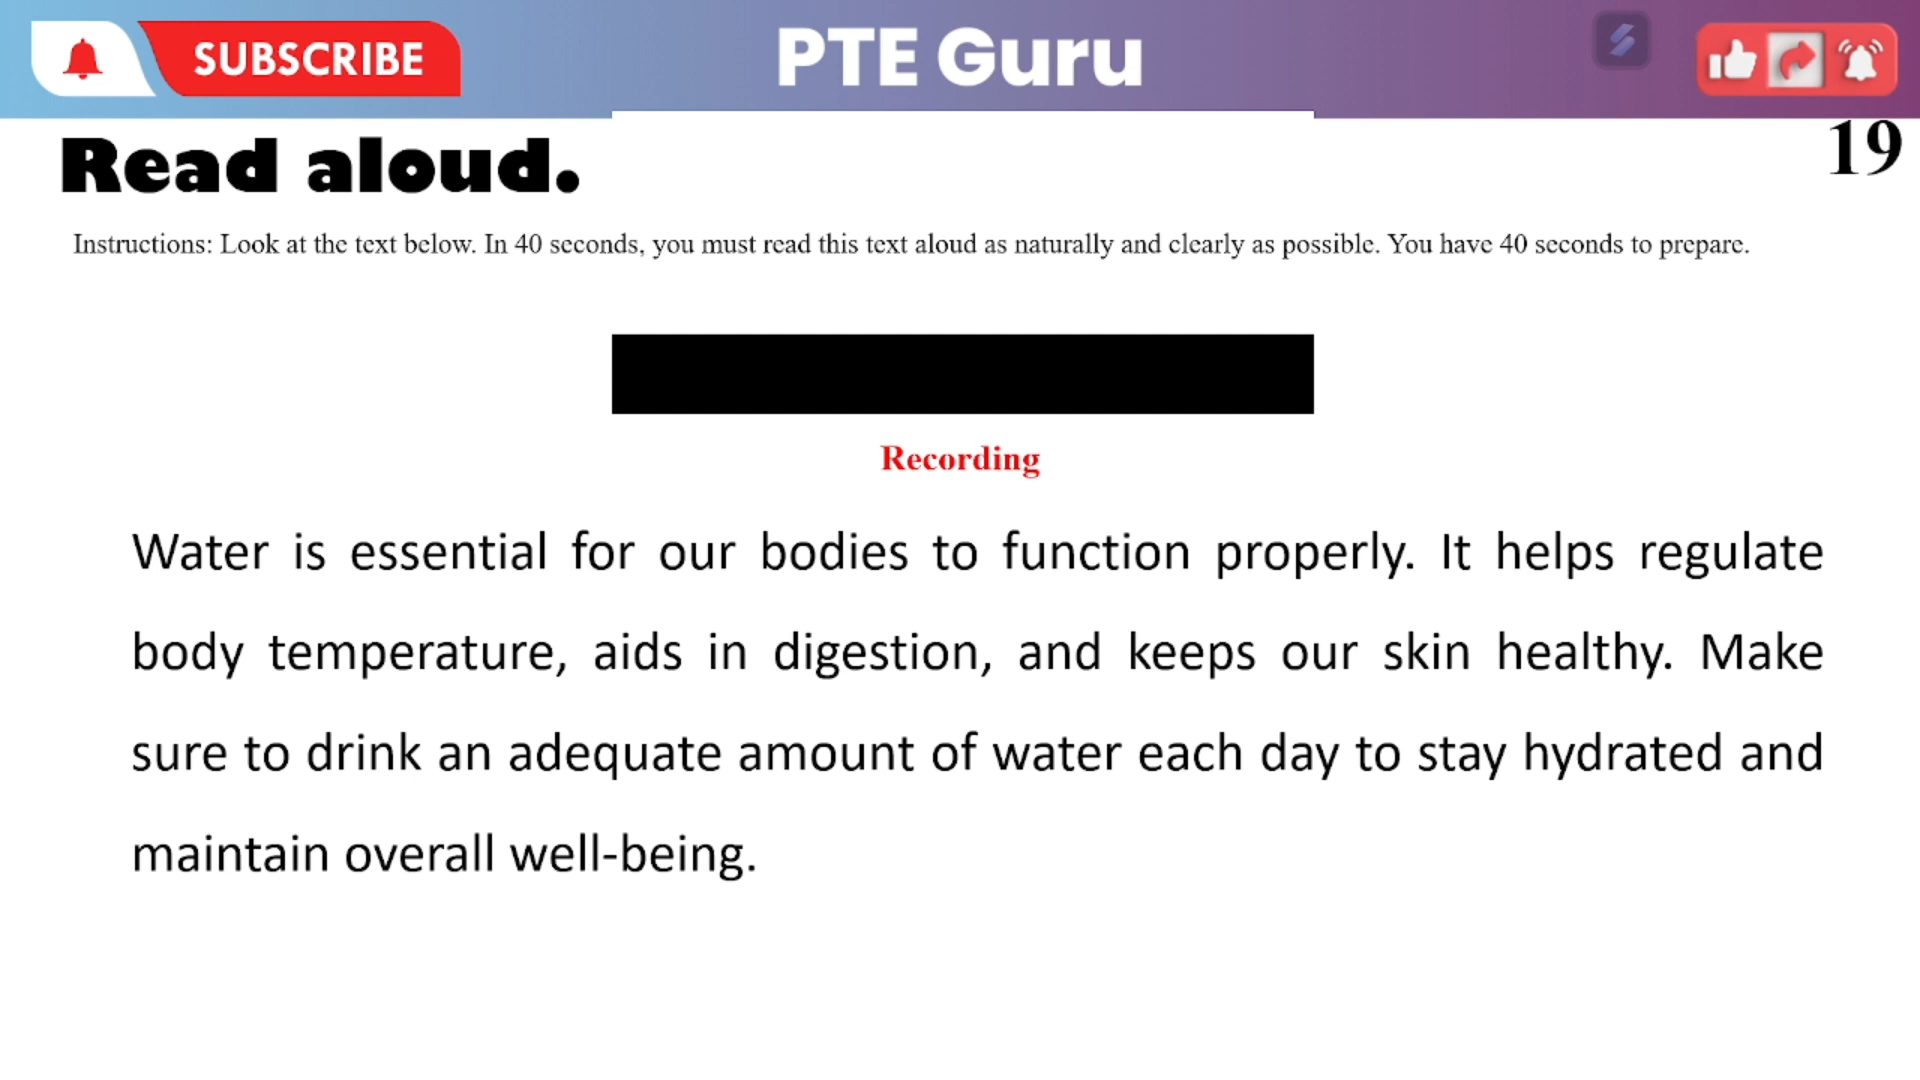 SUBSCRIBE
PTE Guru
Read aloud.
19
Instructions: Look at the text below. In 40 seconds, you must read this text aloud as naturally and clearly as possible. You have 40 seconds to prepare.
Recording
Water is essential for our bodies to function properly. It helps regulate
body temperature, aids in digestion, and keeps our skin healthy. Make
sure to drink an adequate amount of water each day to stay hydrated and
maintain overall well-being.